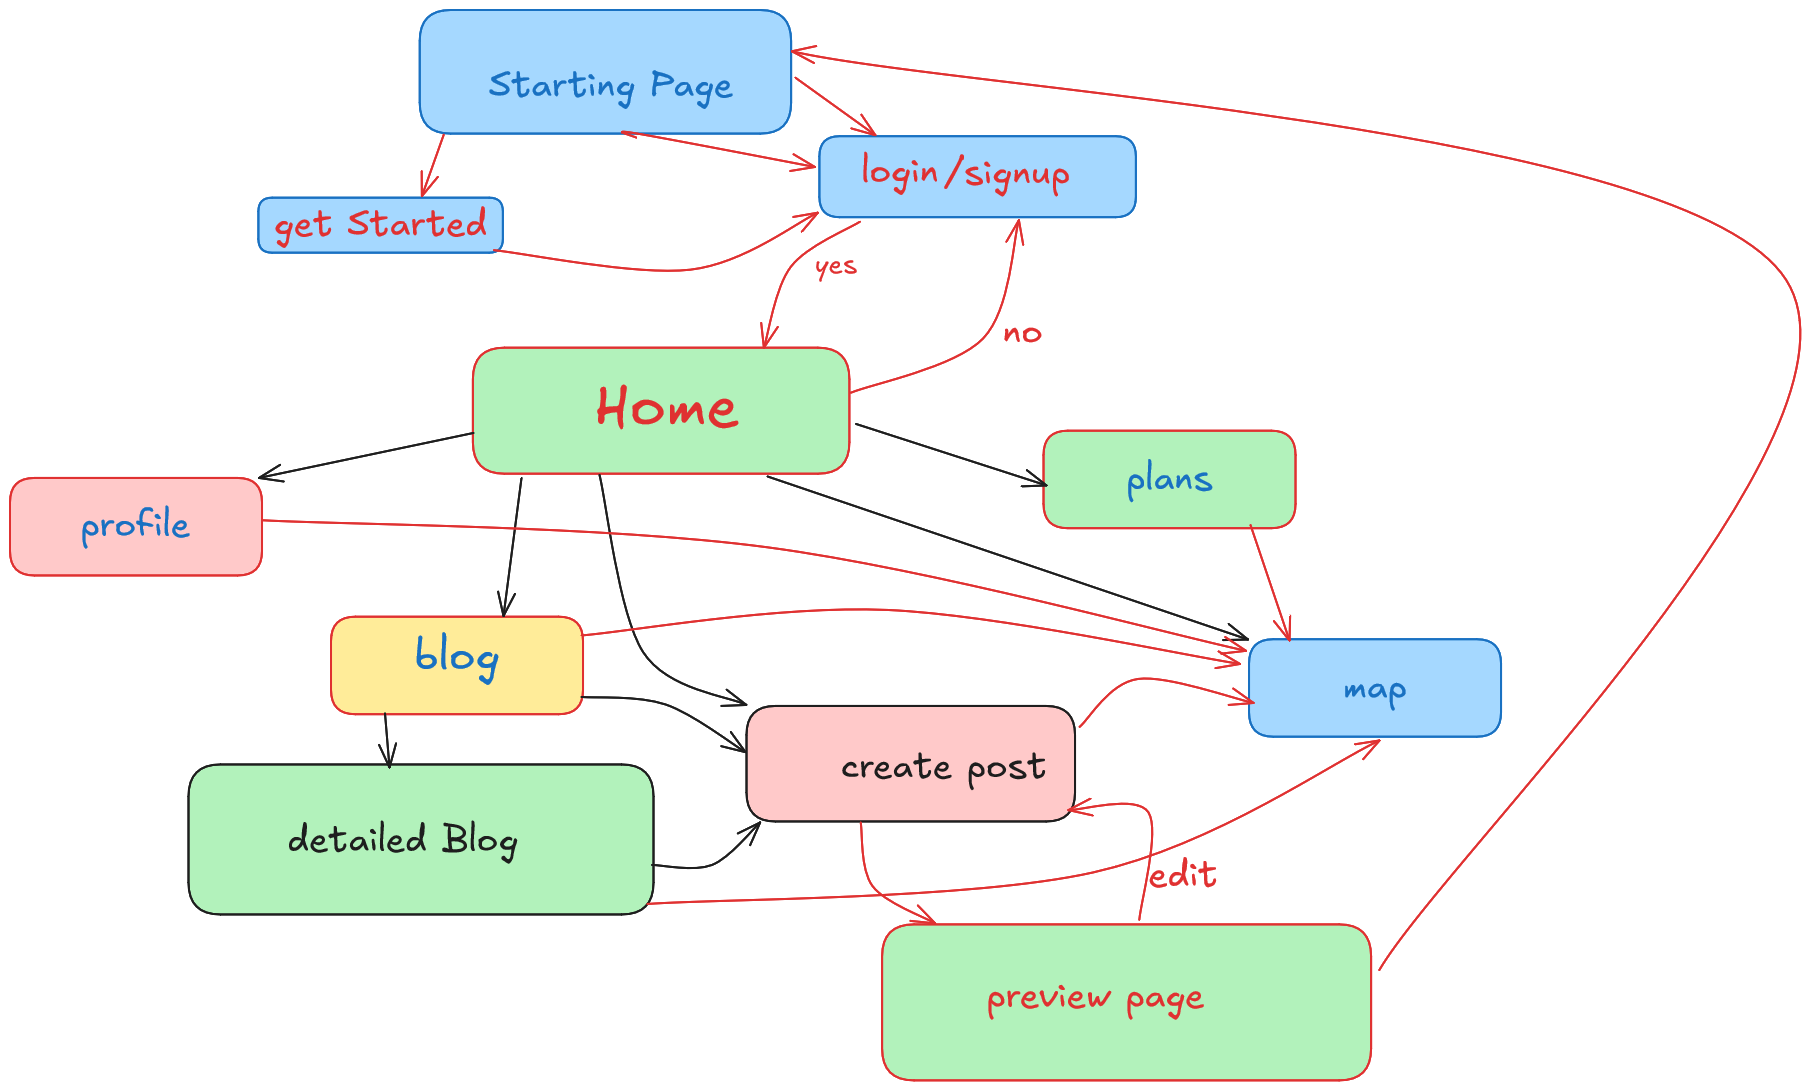 Starting Page
login/signup
get Started
yes
no
Home
plans
profile
blog
map
create post
detailed Blog
edit
preview page